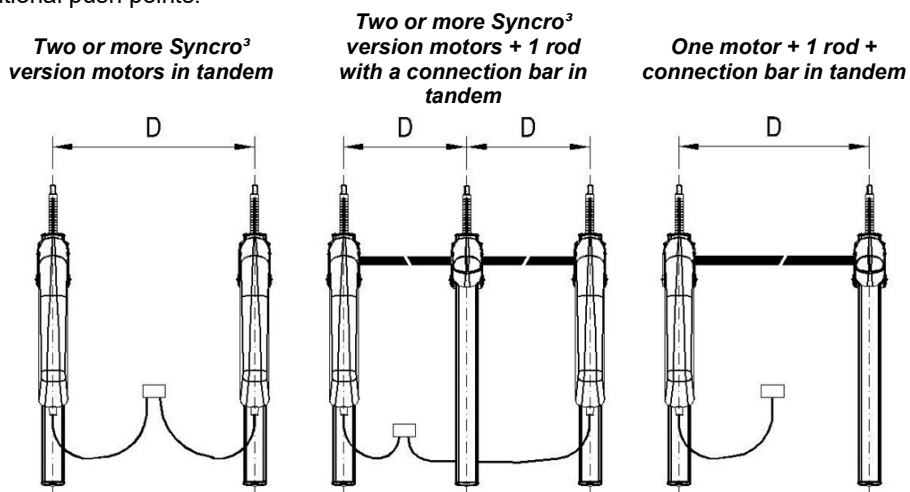 push points.
Two or more Syncro³
version motors in tandem
Two or more Syncro³
version motors + 1 rod
with a connection bar in
tandem
One motor + 1 rod +
connection bar in tandem
D
D
D
D